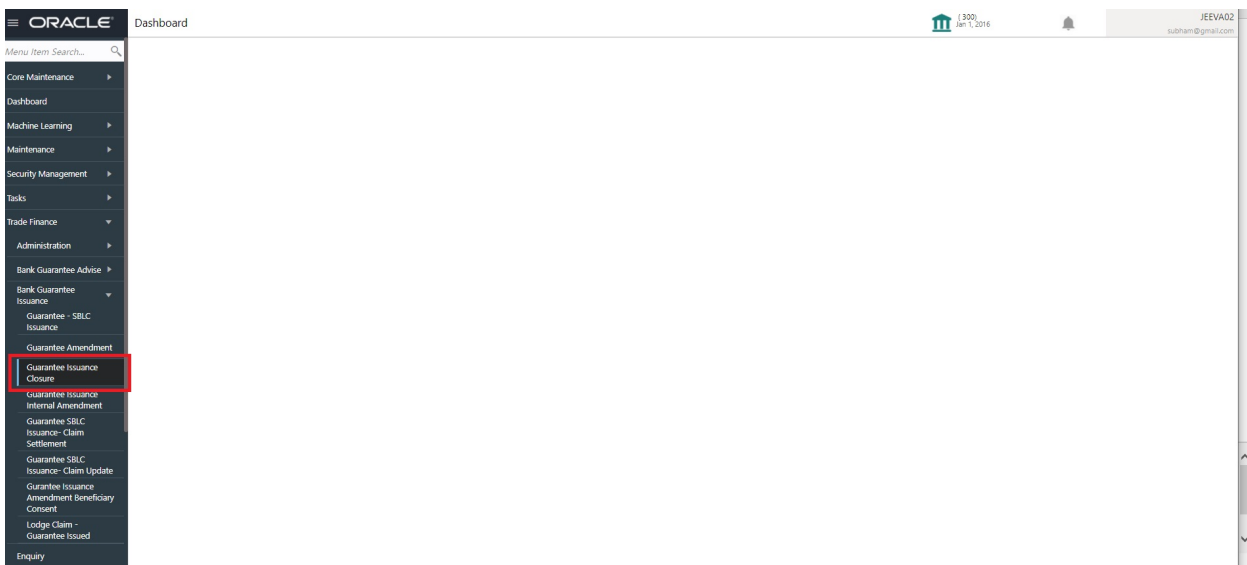 ORACLE
Dashboard
( 300)
Jan 1, 2016
JEEVA02
subham@gmail.com
Menu Item Search...
Core Maintenance
Dashboard
Machine Learning
Maintenance
Security Management
Tasks
Trade Finance
Administration
Bank Guarantee Advise
Bank Guarantee
Issuance
Guarantee - SBLC
Issuance
Guarantee Amendment
Guarantee Issuance
Closure
Guarantee Issuance
Internal Amendment
Guarantee SBLC
Issuance- Claim
Settlement
Guarantee SBLC
Issuance- Claim Update
Gurantee Issuance
Amendment Beneficiary
Consent
Lodge Claim -
Guarantee Issued
Enquiry